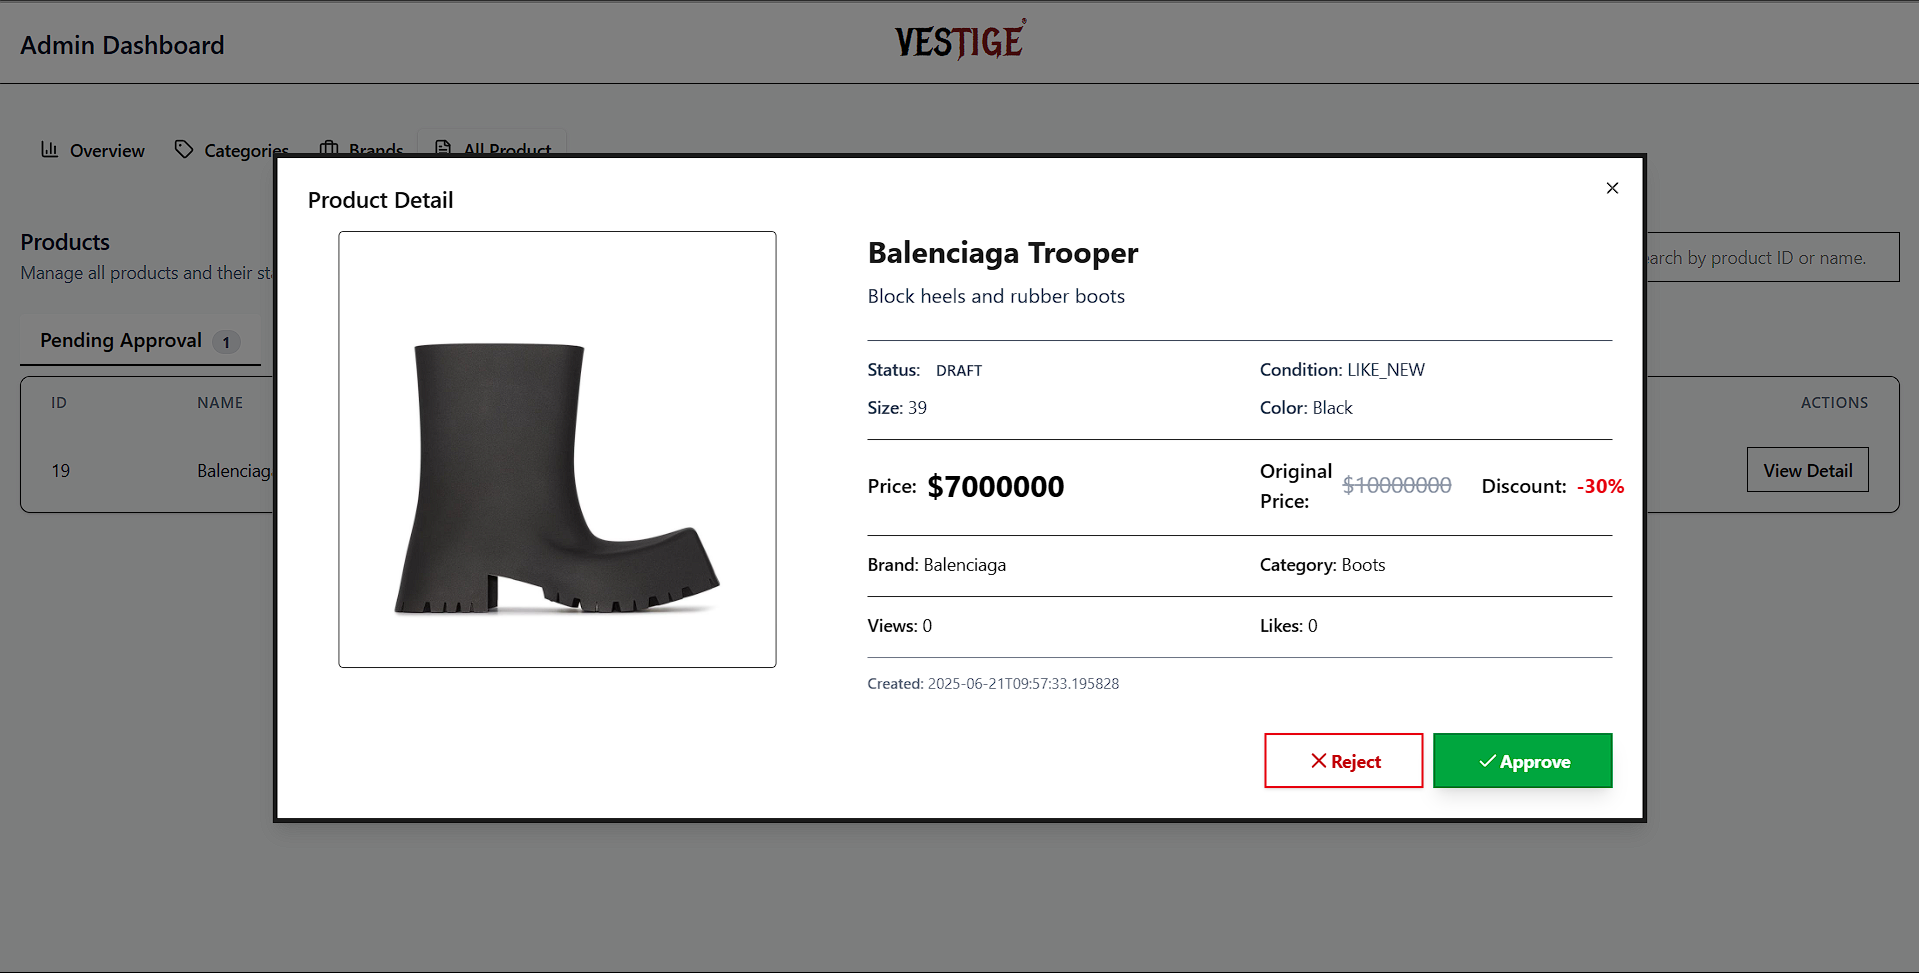 Admin Dashboard
VESTIGE®
Overview
Categories
Brands
All Product
Products
Manage all products and their st
earch by product ID or name.
Pending Approval 1
ID
NAME
ACTIONS
19
Balenciaga
View Detail
Product Detail
Balenciaga Trooper
Block heels and rubber boots
Status: DRAFT
Condition: LIKE_NEW
Size: 39
Color: Black
Price: $7000000
Original
Price:
$10000000
Discount: -30%
Brand: Balenciaga
Category: Boots
Views: 0
Likes: 0
Created: 2025-06-21T09:57:33.195828
Reject
Approve